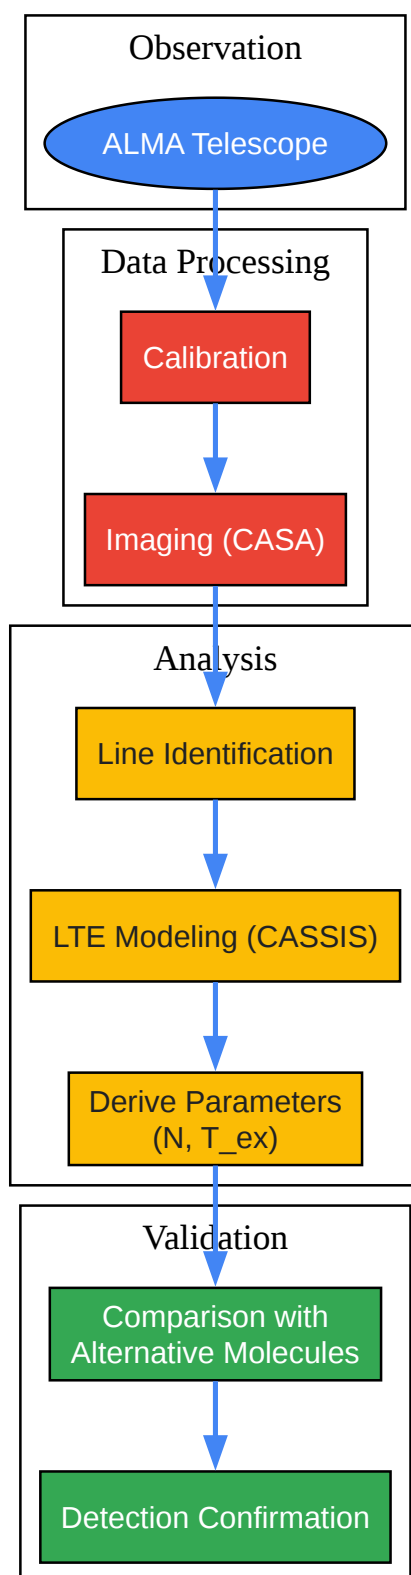 Observation
ALMA Telescope
Data Processing
Calibration
Imaging (CASA)
Analysis
Line Identification
LTE Modeling (CASSIS)
Derive Parameters
(N, T_ex)
Validation
Comparison with
Alternative Molecules
Detection Confirmation